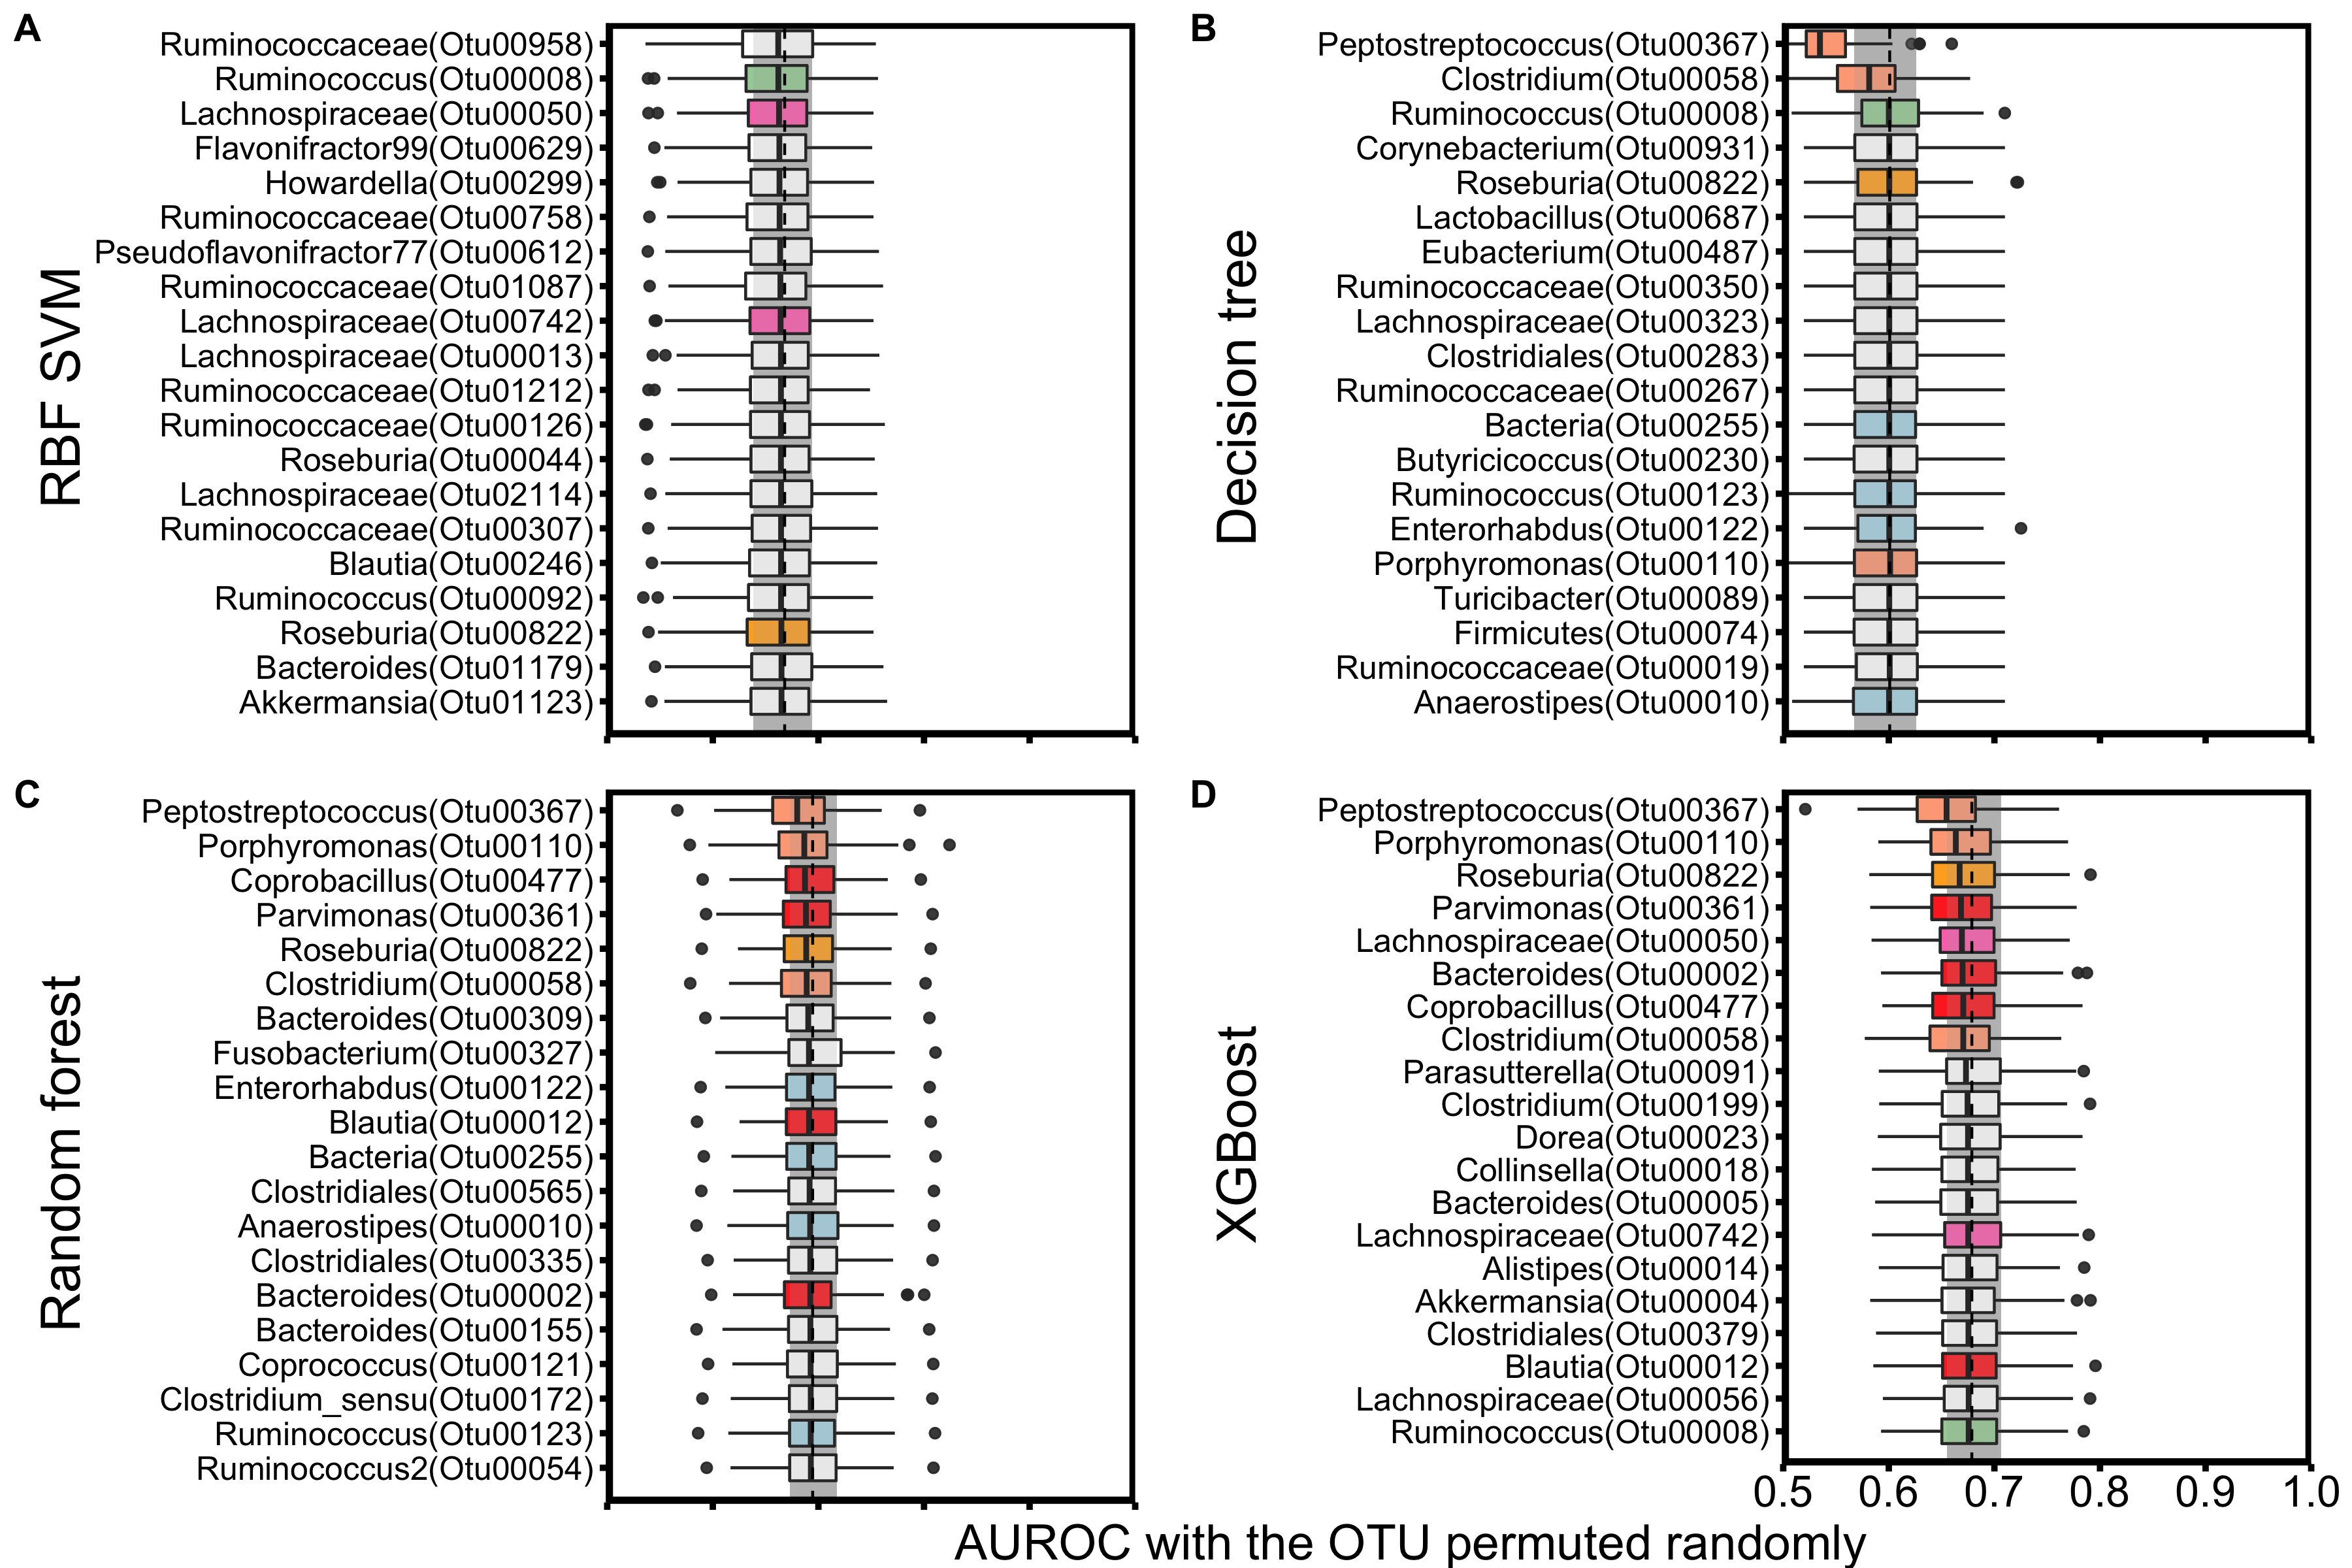 A
RBF SVM
Ruminococcaceae(Otu00958)
Ruminococcus(Otu00008)
Lachnospiraceae(Otu00050)
Flavonifractor99(Otu00629)
Howardella(Otu00299)
Ruminococcaceae(Otu00758)
Pseudoflavonifractor77(Otu00612)
Ruminococcaceae(Otu01087)
Lachnospiraceae(Otu00742)
Lachnospiraceae(Otu00013)
Ruminococcaceae(Otu01212)
Ruminococcaceae(Otu00126)
Roseburia(Otu00044)
Lachnospiraceae(Otu02114)
Ruminococcaceae(Otu00307)
Blautia(Otu00246)
Ruminococcus(Otu00092)
Roseburia(Otu00822)
Bacteroides(Otu01179)
Akkermansia(Otu01123)
B
Decision tree
Peptostreptococcus(Otu00367)
Clostridium(Otu00058)
Ruminococcus(Otu00008)
Corynebacterium(Otu00931)
Roseburia(Otu00822)
Lactobacillus(Otu00687)
Eubacterium(Otu00487)
Ruminococcaceae(Otu00350)
Lachnospiraceae(Otu00323)
Clostridiales(Otu00283)
Ruminococcaceae(Otu00267)
Bacteria(Otu00255)
Butyricicoccus(Otu00230)
Ruminococcus(Otu00123)
Enterorhabdus(Otu00122)
Porphyromonas(Otu00110)
Turicibacter(Otu00089)
Firmicutes(Otu00074)
Ruminococcaceae(Otu00019)
Anaerostipes(Otu00010)
C
Random forest
Peptostreptococcus(Otu00367)
Porphyromonas(Otu00110)
Coprobacillus(Otu00477)
Parvimonas(Otu00361)
Roseburia(Otu00822)
Clostridium(Otu00058)
Bacteroides(Otu00309)
Fusobacterium(Otu00327)
Enterorhabdus(Otu00122)
Blautia(Otu00012)
Bacteria(Otu00255)
Clostridiales(Otu00565)
Anaerostipes(Otu00010)
Clostridiales(Otu00335)
Bacteroides(Otu00002)
Bacteroides(Otu00155)
Coprococcus(Otu00121)
Clostridium_sensu(Otu00172)
Ruminococcus(Otu00123)
Ruminococcus2(Otu00054)
D
XGBoost
Peptostreptococcus(Otu00367)
Porphyromonas(Otu00110)
Roseburia(Otu00822)
Parvimonas(Otu00361)
Lachnospiraceae(Otu00050)
Bacteroides(Otu00002)
Coprobacillus(Otu00477)
Clostridium(Otu00058)
Parasutterella(Otu00091)
Clostridium(Otu00199)
Dorea(Otu00023)
Collinsella(Otu00018)
Bacteroides(Otu00005)
Lachnospiraceae(Otu00742)
Alistipes(Otu00014)
Akkermansia(Otu00004)
Clostridiales(Otu00379)
Blautia(Otu00012)
Lachnospiraceae(Otu00056)
Ruminococcus(Otu00008)
0.5 0.6 0.7 0.8 0.9 1.0
AUROC with the OTU permuted randomly